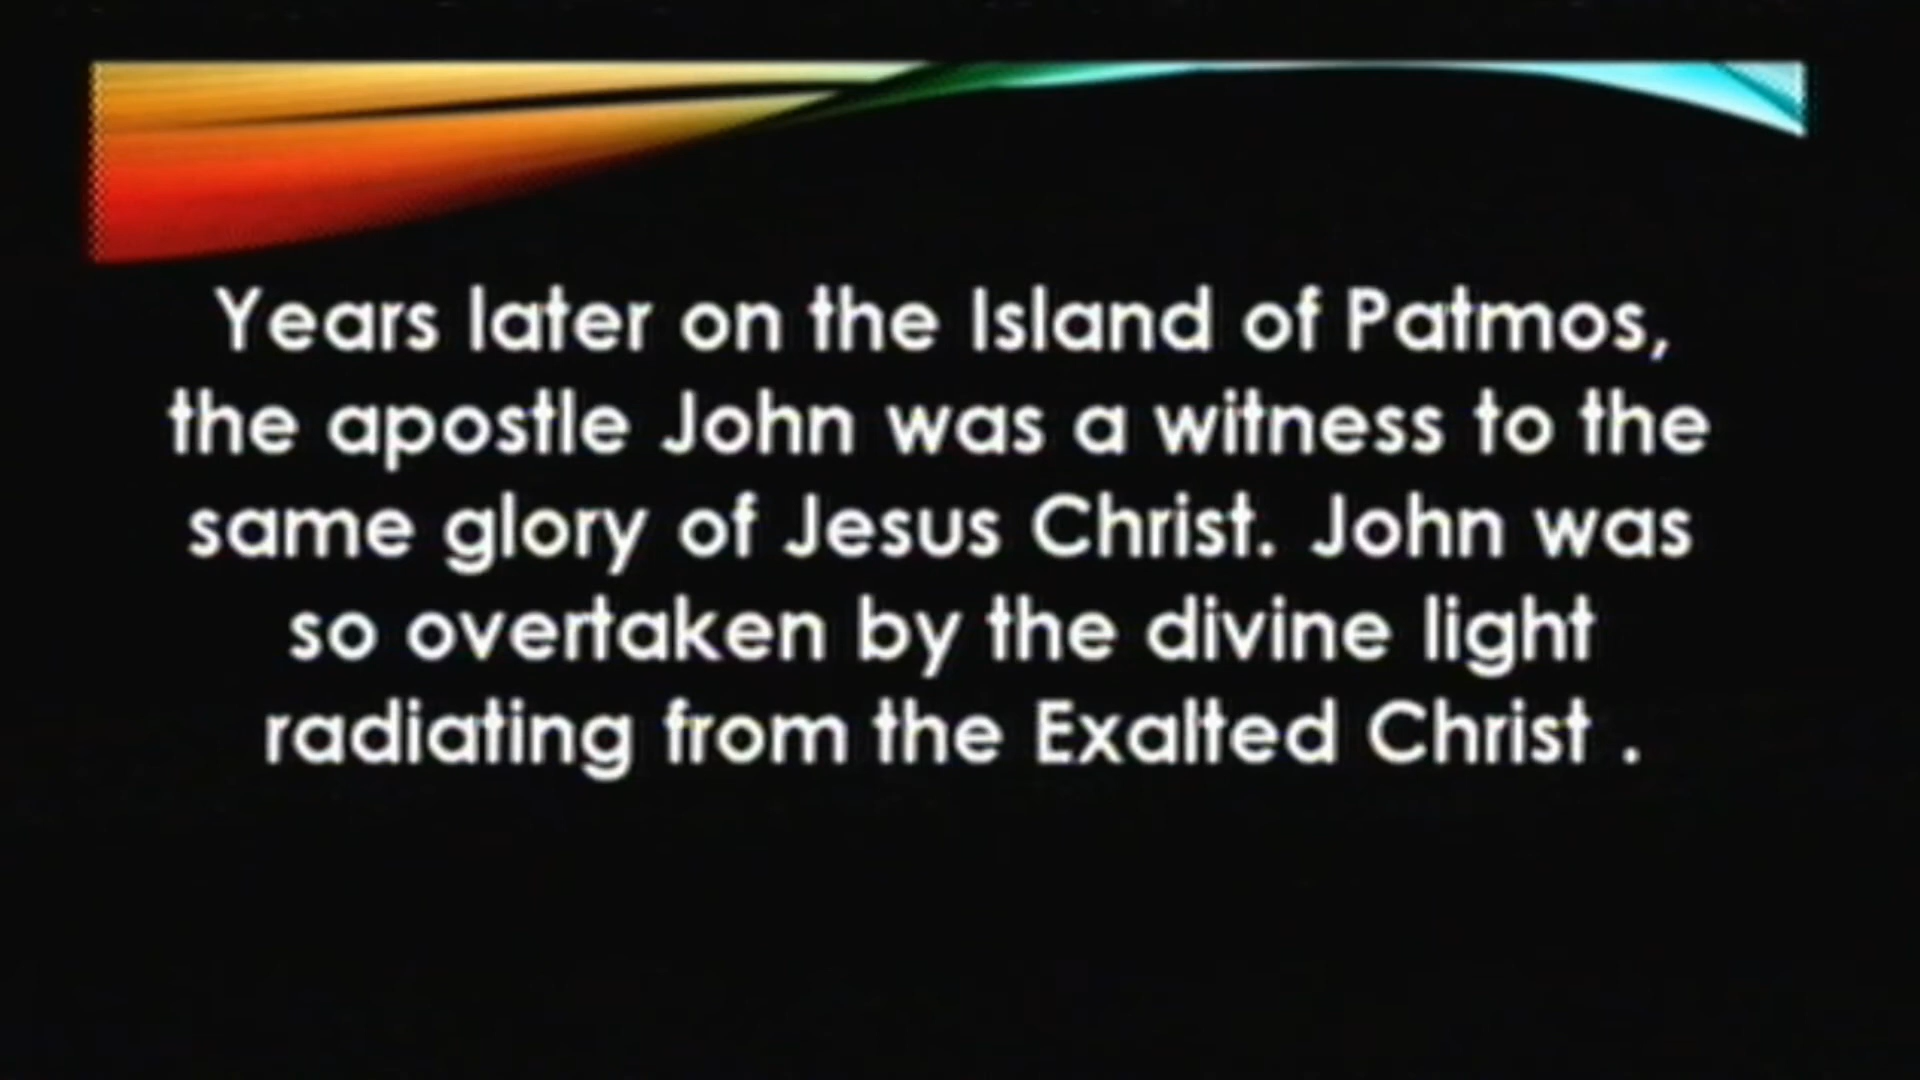 Years later on the Island of Patmos,
the apostle John was a witness to the
same glory of Jesus Christ. John was
so overtaken by the divine light
radiating from the Exalted Christ .